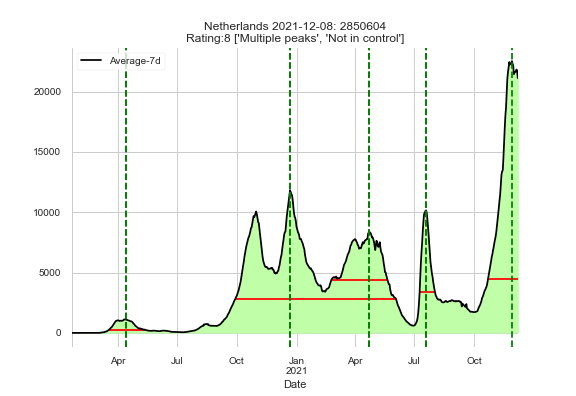 Netherlands 2021-12-08: 2850604
Rating:8 ['Multiple peaks', 'Not in control']
Average-7d
20000
15000
10000
5000
0
Apr Jul Oct Jan Apr Jul Oct
2021
Date